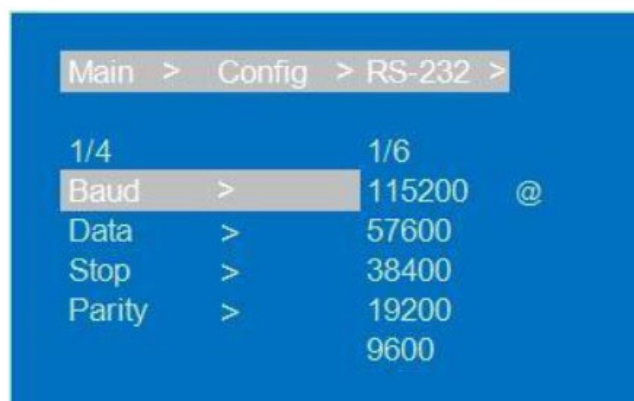 Main > Config > RS-232 >
1/4 1/6
Baud > 115200 @
Data > 57600
Stop > 38400
Parity > 19200
9600